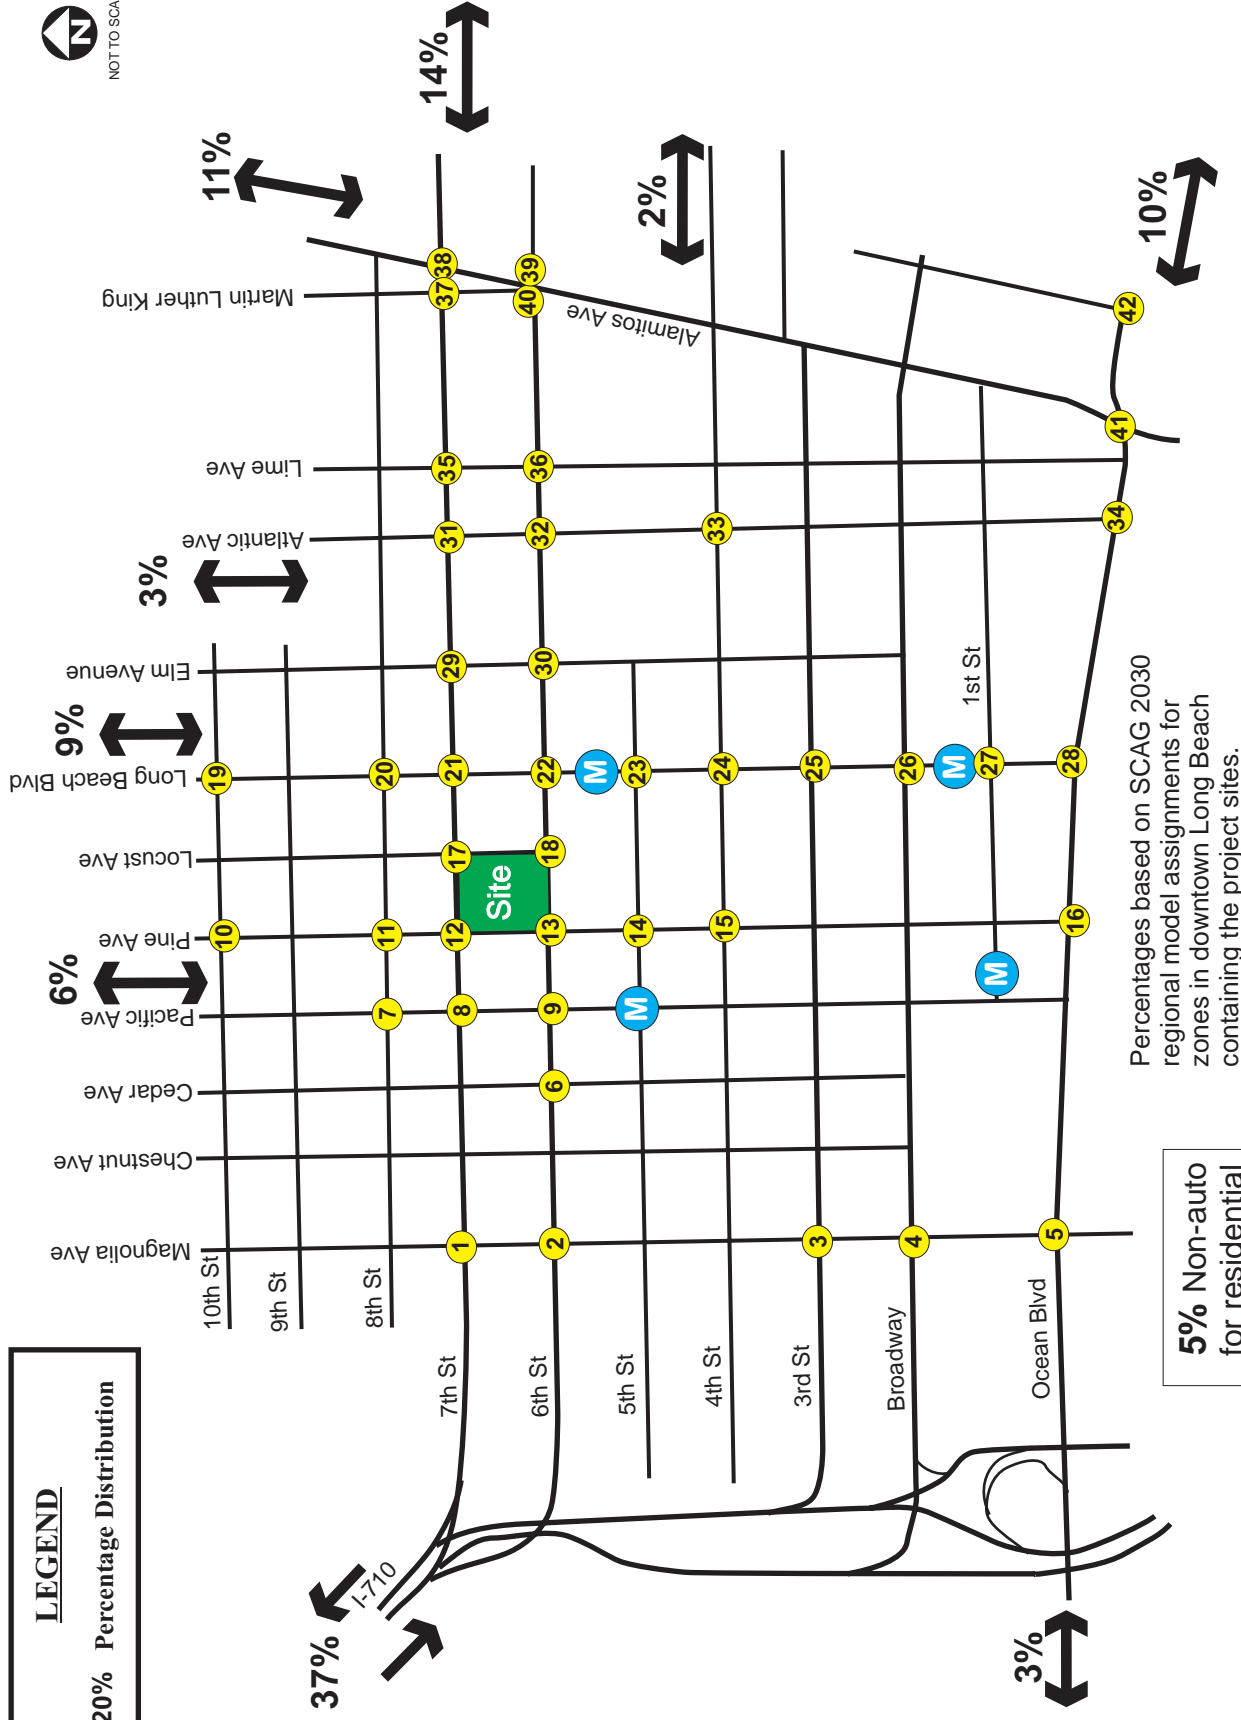 LEGEND
20% Percentage Distribution
N
NOT TO SCA
37%
I-710
6%
9%
3%
11%
14%
2%
10%
3%
Magnolia Ave
Chestnut Ave
Cedar Ave
Pacific Ave
Pine Ave
Locust Ave
Long Beach Blvd
Elm Avenue
Atlantic Ave
Lime Ave
Martin Luther King
Alamitos Ave
10th St
9th St
8th St
7th St
6th St
5th St
4th St
3rd St
Broadway
1st St
Ocean Blvd
Site
M
M
M
M
1
2
3
4
5
6
7
8
9
10
11
12
13
14
15
16
17
18
19
20
21
22
23
24
25
26
27
28
29
30
31
32
33
34
35
36
37
38
39
40
41
42
Percentages based on SCAG 2030
regional model assignments for
zones in downtown Long Beach
containing the project sites.
5% Non-auto
for residential